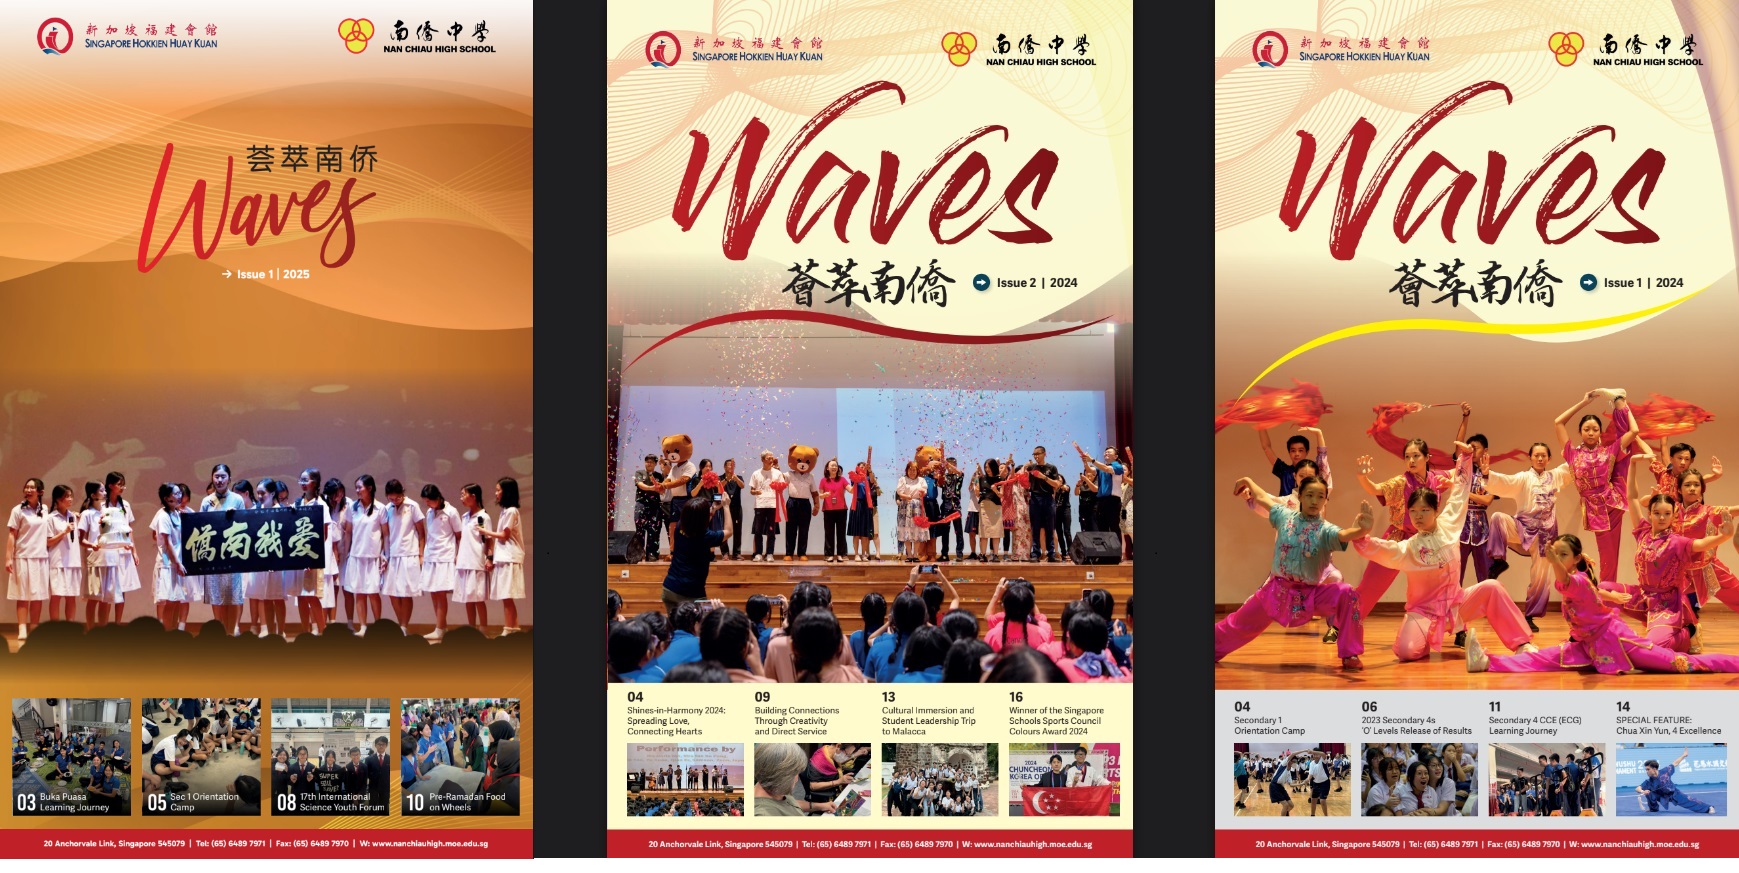 新加坡福建會館
SINGAPORE HOKKIEN HUAY KUAN
南僑中學
NAN CHIAU HIGH SCHOOL
荟萃南侨
Waves
→ Issue 1 | 2025
僑南我愛
03 Buka Puasa
Learning Journey
05 Sec 1 Orientation
Camp
08 17th International
Science Youth Forum
10 Pre-Ramadan Food
on Wheels
20 Anchorvale Link, Singapore 545079 | Tel: (65) 6489 7971 | Fax: (65) 6489 7970 | W: www.nanchiauhigh.moe.edu.sg
新加坡福建會館
SINGAPORE HOKKIEN HUAY KUAN
南僑中學
NAN CHIAU HIGH SCHOOL
Waves
薈萃南僑
Issue 2 | 2024
04
Shines-in-Harmony 2024:
Spreading Love,
Connecting Hearts
09
Building Connections
Through Creativity
and Direct Service
13
Cultural Immersion and
Student Leadership Trip
to Malacca
16
Winner of the Singapore
Schools Sports Council
Colours Award 2024
Performance by
2024
CHUNCHEON
KOREA OP
20 Anchorvale Link, Singapore 545079 | Tel: (65) 6489 7971 | Fax: (65) 6489 7970 | W: www.nanchiauhigh.moe.edu.sg
新加坡福建會館
SINGAPORE HOKKIEN HUAY KUAN
南僑中學
NAN CHIAU HIGH SCHOOL
Waves
薈萃南僑
Issue 1 | 2024
04
Secondary 1
Orientation Camp
06
2023 Secondary 4s
'O' Levels Release of Results
11
Secondary 4 CCE (ECG)
Learning Journey
14
SPECIAL FEATURE:
Chua Xin Yun, 4 Excellence
20 Anchorvale Link, Singapore 545079 | Tel: (65) 6489 7971 | Fax: (65) 6489 7970 | W: www.nanchiauhigh.moe.edu.sg